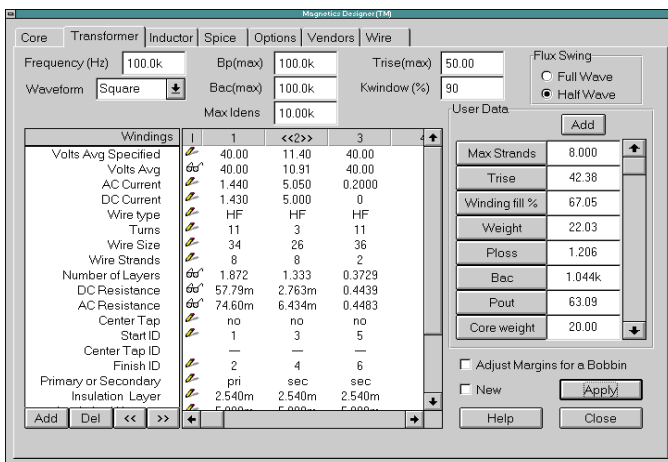 Magnetics Designer(TM)
Core Transformer Inductor Spice Options Vendors Wire
Frequency (Hz) 100.0k Bp(max) 100.0k Trise(max) 50.00 Flux Swing
Waveform Square Bac(max) 100.0k Kwindow (%) 90 Full Wave
Half Wave
Max Idens 10.00k User Data
Add
Windings I 1 <<2>> 3 4
Volts Avg Specified 40.00 11.40 40.00
Volts Avg 40.00 10.91 40.00
AC Current 1.440 5.050 0.2000
DC Current 1.430 5.000 0
Wire type HF HF HF
Turns 11 3 11
Wire Size 34 26 36
Wire Strands 8 8 2
Number of Layers 1.872 1.333 0.3729
DC Resistance 57.79m 2.763m 0.4439
AC Resistance 74.60m 6.434m 0.4483
Center Tap no no no
Start ID 1 3 5
Center Tap ID — — —
Finish ID 2 4 6
Primary or Secondary pri sec sec
Insulation Layer 2.540m 2.540m 2.540m
Add Del << >>
Max Strands 8.000
Trise 42.38
Winding fill % 67.05
Weight 22.03
Ploss 1.206
Bac 1.044k
Pout 63.09
Core weight 20.00
Adjust Margins for a Bobbin
New Apply
Help Close